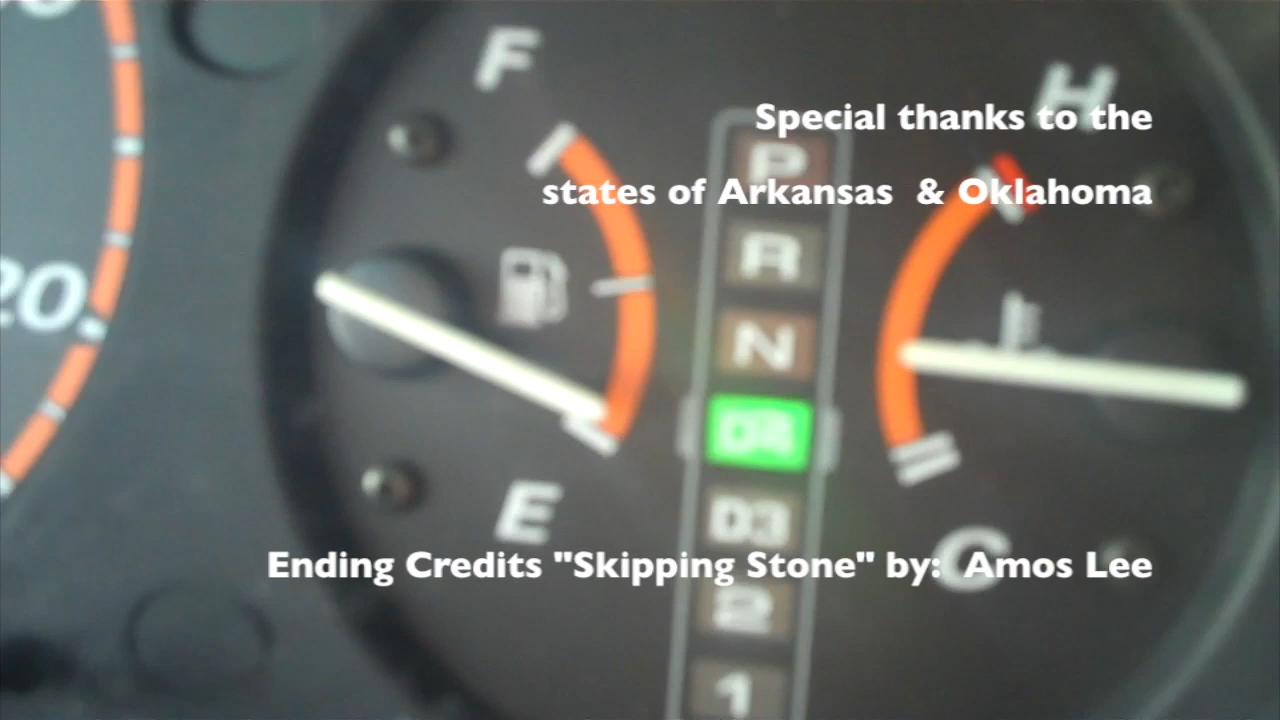 F
H
Special thanks to the
P
states of Arkansas & Oklahoma
R
20
N
D4
D3
E
C
Ending Credits "Skipping Stone" by: Amos Lee
2
1